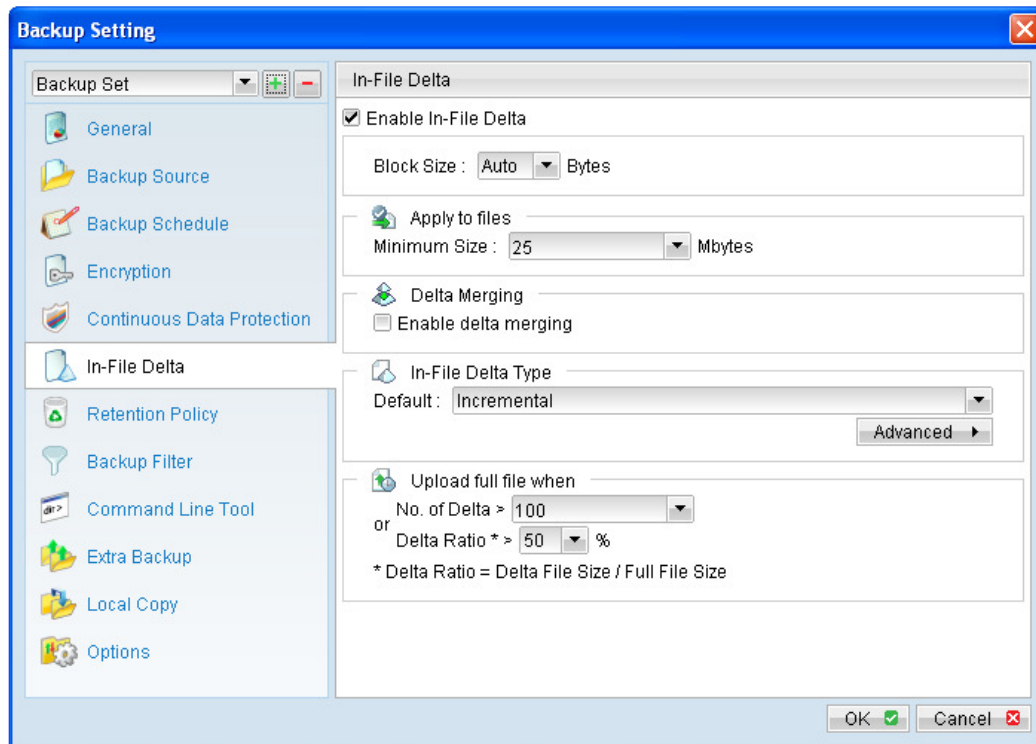 Backup Setting
Backup Set
General
Backup Source
Backup Schedule
Encryption
Continuous Data Protection
In-File Delta
Retention Policy
Backup Filter
dir>
Command Line Tool
Extra Backup
Local Copy
Options
In-File Delta
Enable In-File Delta
Block Size : Auto Bytes
Apply to files
Minimum Size : 25 Mbytes
Delta Merging
Enable delta merging
In-File Delta Type
Default : Incremental
Advanced
Upload full file when
No. of Delta > 100
or
Delta Ratio * > 50 %
* Delta Ratio = Delta File Size / Full File Size
OK
Cancel